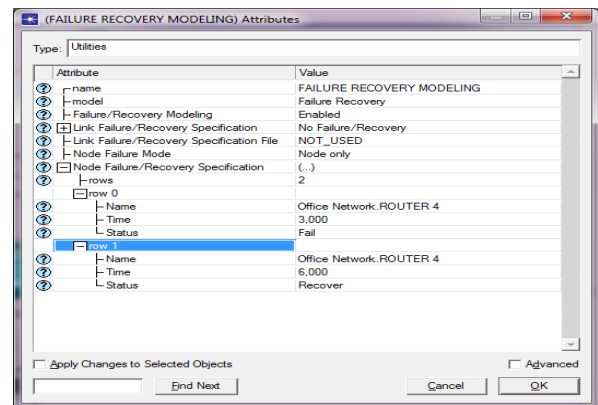 (FAILURE RECOVERY MODELING) Attributes
Type: Utilities
Attribute Value
name FAILURE RECOVERY MODELING
model Failure Recovery
Failure/Recovery Modeling Enabled
Link Failure/Recovery Specification No Failure/Recovery
Link Failure/Recovery Specification File NOT_USED
Node Failure Mode Node only
Node Failure/Recovery Specification (...)
rows 2
row 0
Name Office Network.ROUTER 4
Time 3,000
Status Fail
row 1
Name Office Network.ROUTER 4
Time 6,000
Status Recover
Apply Changes to Selected Objects Advanced
Find Next Cancel OK